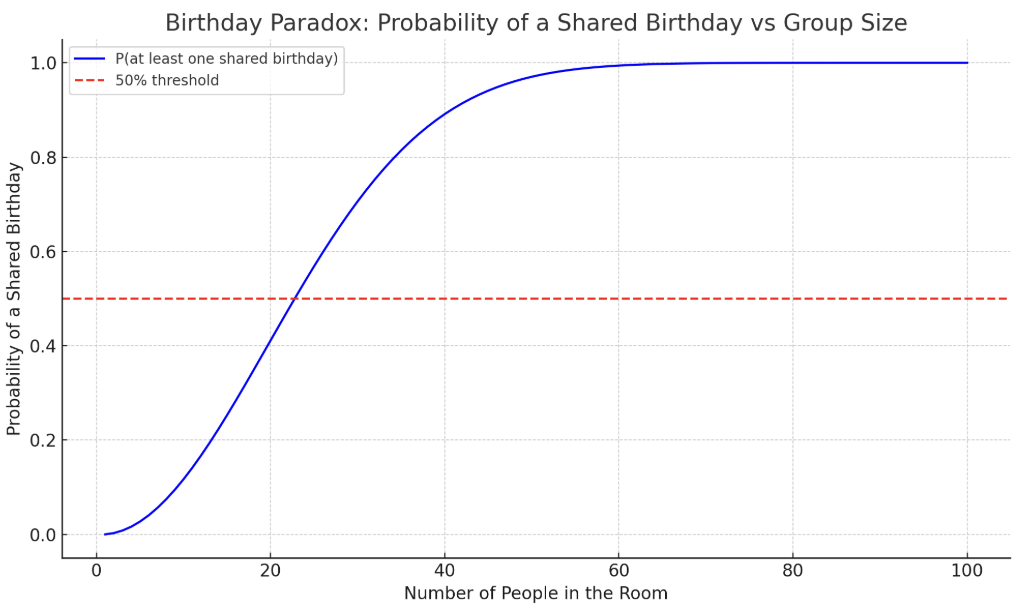 Birthday Paradox: Probability of a Shared Birthday vs Group Size
P(at least one shared birthday)
50% threshold
Probability of a Shared Birthday
1.0
0.8
0.6
0.4
0.2
0.0
0
20
40
60
80
100
Number of People in the Room